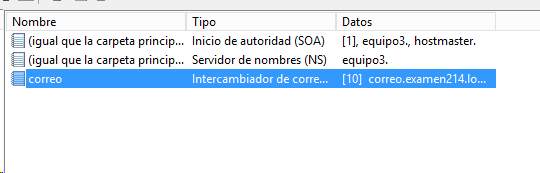 Nombre Tipo Datos
(igual que la carpeta princip... Inicio de autoridad (SOA) [1], equipo3., hostmaster.
(igual que la carpeta princip... Servidor de nombres (NS) equipo3.
correo Intercambiador de corre... [10] correo.examen214.lo...